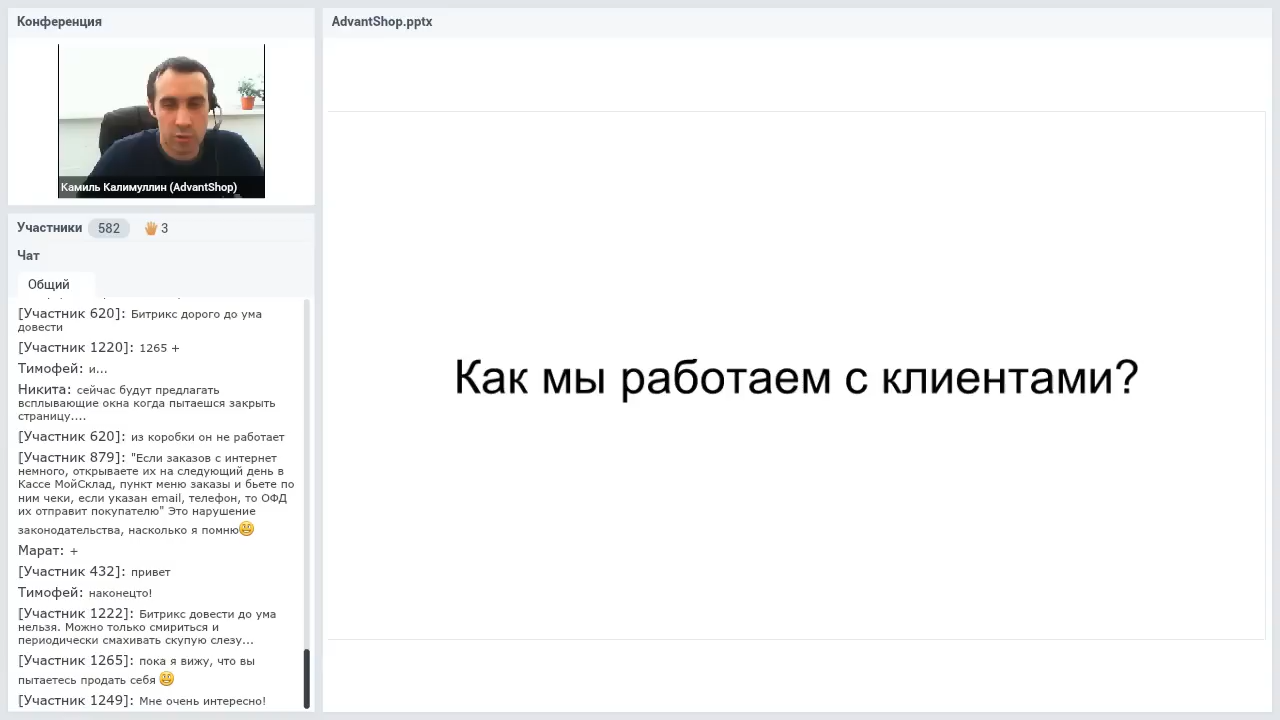 Конференция
Камиль Калимуллин (AdvantShop)
Участники 582 3
Чат
Общий
[Участник 620]: Битрикс дорого до ума
довести
[Участник 1220]: 1265 +
Тимофей: и...
Никита: сейчас будут предлагать
всплывающие окна когда пытаешся закрыть
страницу....
[Участник 620]: из коробки он не работает
[Участник 879]: "Если заказов с интернет
немного, открываете их на следующий день в
Кассе МойСклад, пункт меню заказы и бьете по
ним чеки, если указан email, телефон, то ОФД
их отправит покупателю" Это нарушение
законодательства, насколько я помню
Марат: +
[Участник 432]: привет
Тимофей: наконецто!
[Участник 1222]: Битрикс довести до ума
нельзя. Можно только смириться и
периодически смахивать скупую слезу...
[Участник 1265]: пока я вижу, что вы
пытаетесь продать себя
[Участник 1249]: Мне очень интересно!
AdvantShop.pptx
Как мы работаем с клиентами?